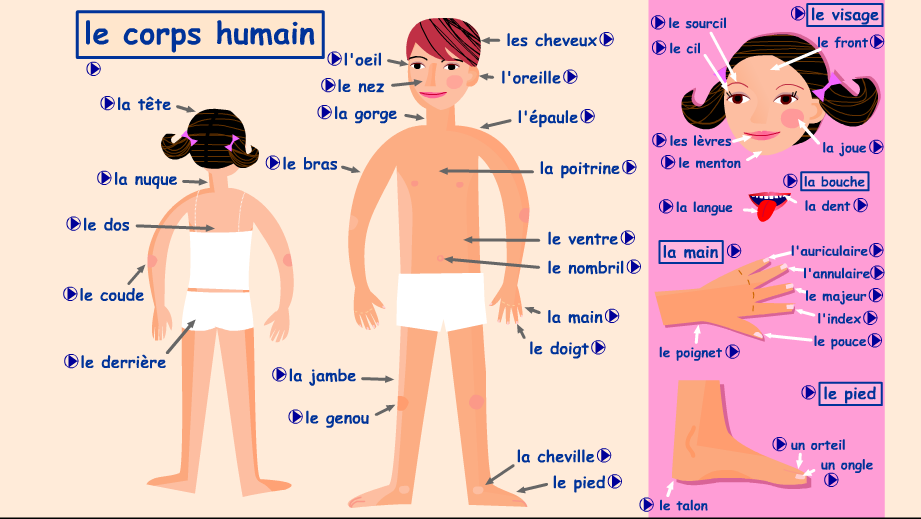 le corps humain
les cheveux
l'oeil
l'oreille
le nez
la gorge
l'épaule
la tête
le bras
la poitrine
la nuque
le dos
le ventre
le nombril
le coude
la main
le doigt
le derrière
la jambe
le genou
la cheville
le pied
le visage
le sourcil
le cil
le front
les lèvres
la joue
le menton
la bouche
la langue
la dent
la main
l'auriculaire
l'annulaire
le majeur
l'index
le pouce
le poignet
le pied
un orteil
un ongle
le talon